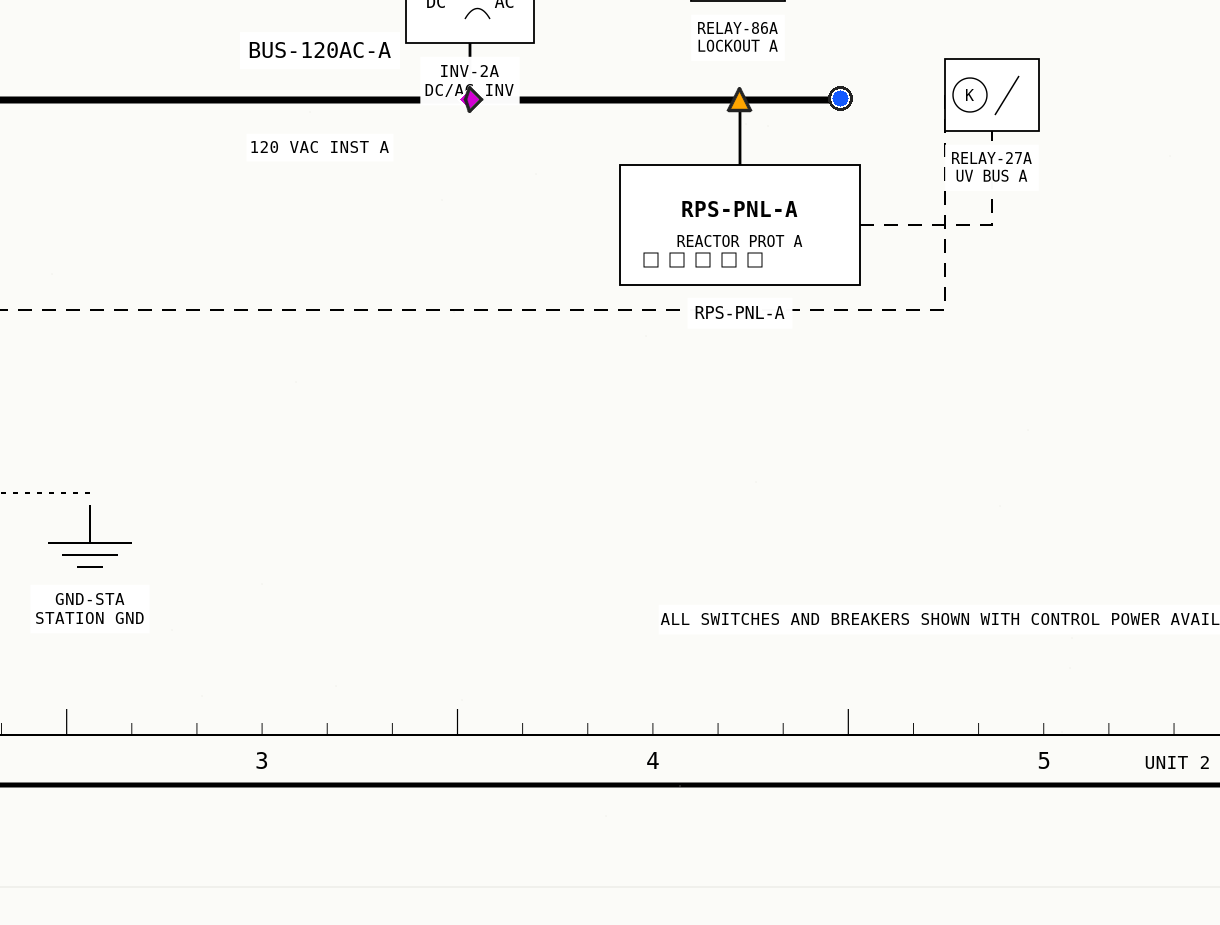 DC AC
RELAY-86A
LOCKOUT A
BUS-120AC-A
INV-2A
DC/AC INV
K
120 VAC INST A
RELAY-27A
UV BUS A
RPS-PNL-A
REACTOR PROT A
RPS-PNL-A
GND-STA
STATION GND
ALL SWITCHES AND BREAKERS SHOWN WITH CONTROL POWER AVAIL
3 4 5 UNIT 2